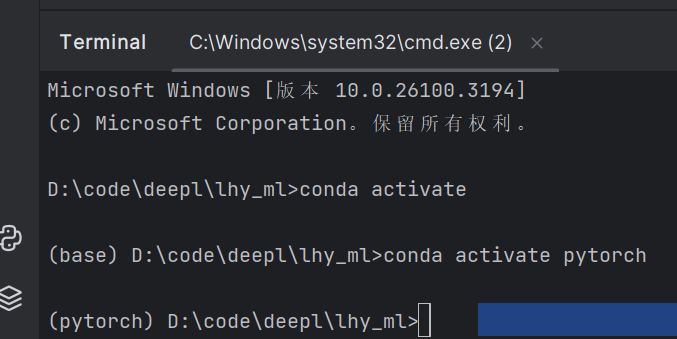 Terminal C:\Windows\system32\cmd.exe (2) ×
Microsoft Windows [版本 10.0.26100.3194]
(c) Microsoft Corporation。保留所有权利。
D:\code\deepl\lhy_ml>conda activate
(base) D:\code\deepl\lhy_ml>conda activate pytorch
(pytorch) D:\code\deepl\lhy_ml>